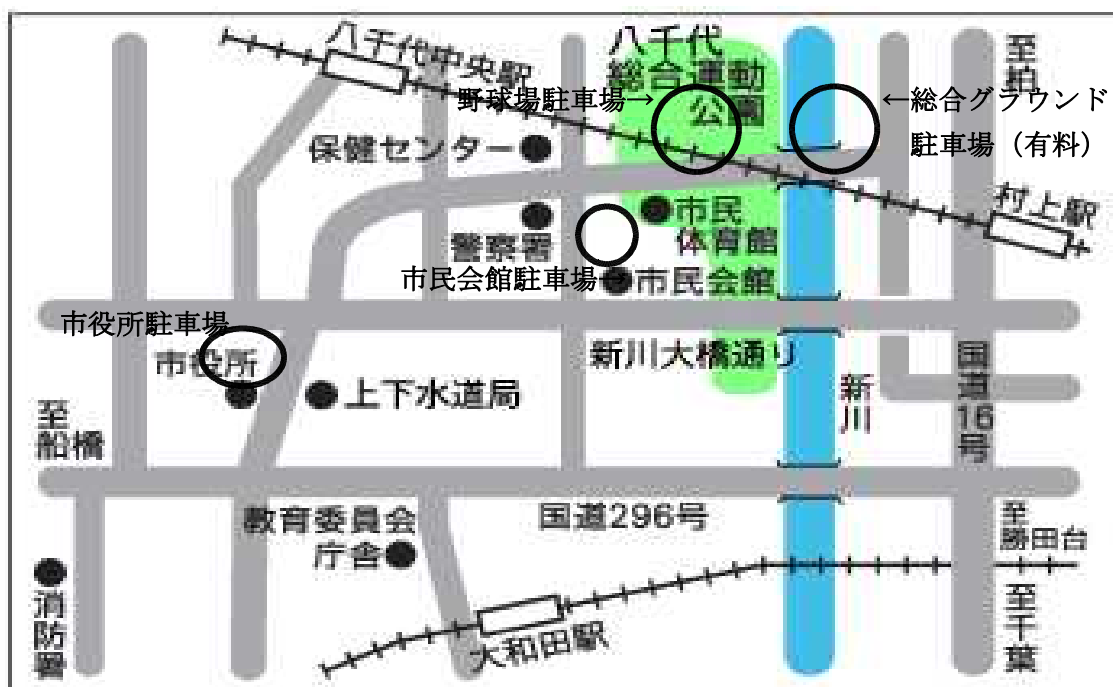 八千代中央駅
八千代
総合運動
公園
至柏
野球場駐車場→
←総合グラウンド
駐車場（有料）
保健センター
村上駅
市民
体育館
警察署
市民会館駐車場→
市民会館
市役所駐車場
市役所
新川大橋通り
上下水道局
新川
国道16号
至
船橋
教育委員会
庁舎
国道296号
至
勝田台
消防署
大和田駅
至千葉